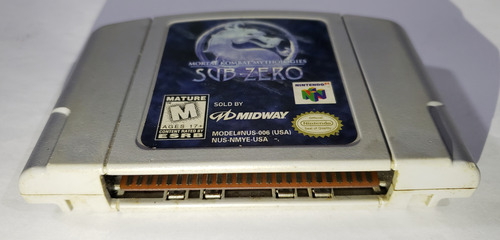 MORTAL KOMBAT MYTHOLOGIES
SUB-ZERO
MATURE
M
AGES 17+
CONTENT RATED BY
ESRB
SOLD BY
MIDWAY
MODEL#NUS-006 (USA)
NUS-NMYE-USA
NINTENDO 64
Nintendo